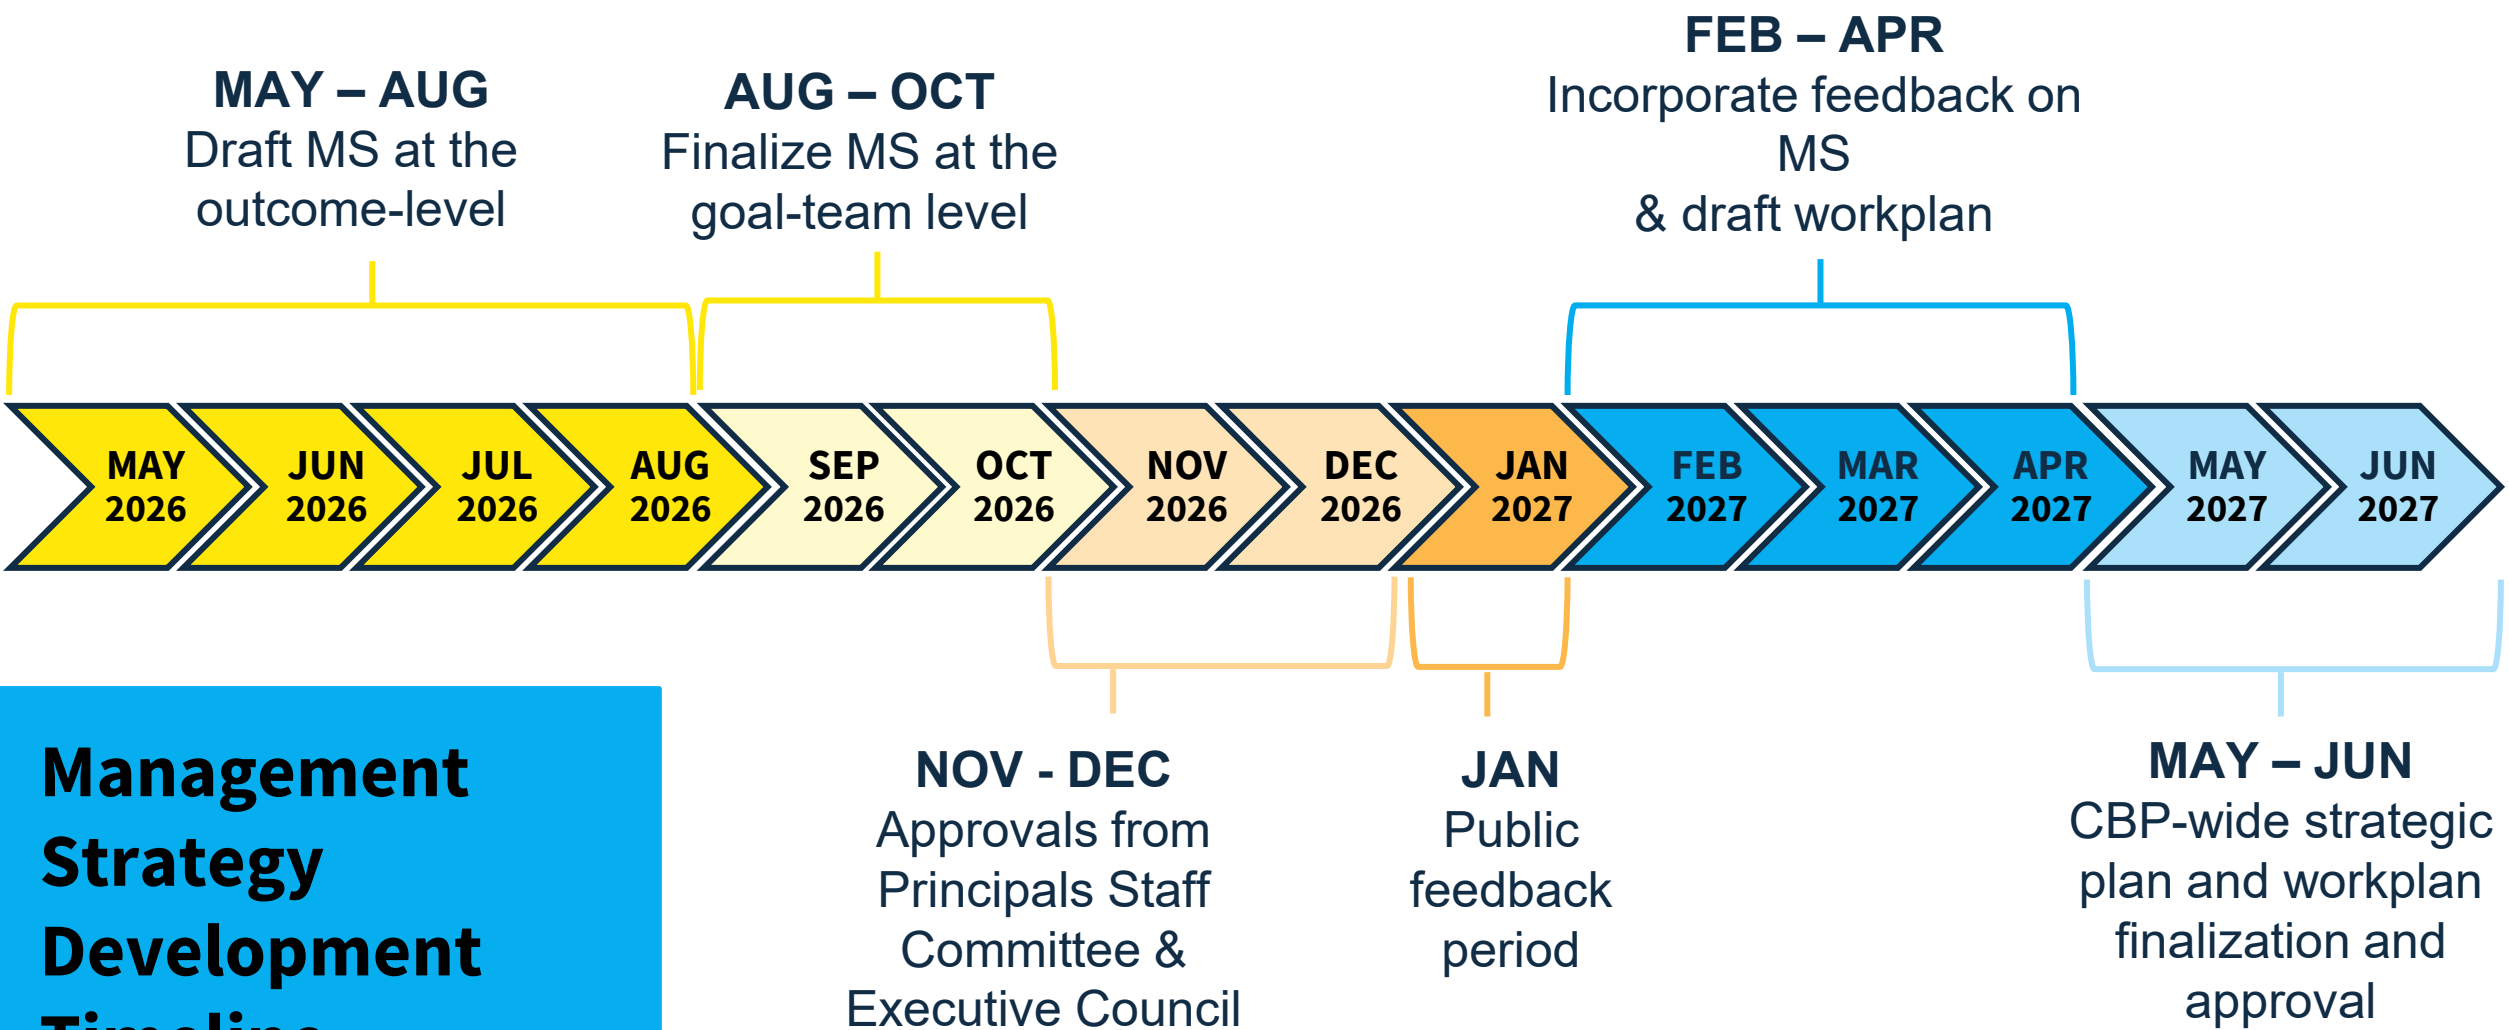 FEB – APR
Incorporate feedback on
MS
& draft workplan
MAY – AUG
Draft MS at the
outcome-level
AUG – OCT
Finalize MS at the
goal-team level
MAY
2026
JUN
2026
JUL
2026
AUG
2026
SEP
2026
OCT
2026
NOV
2026
DEC
2026
JAN
2027
FEB
2027
MAR
2027
APR
2027
MAY
2027
JUN
2027
Management
Strategy
Development
Timeline
NOV - DEC
Approvals from
Principals Staff
Committee &
Executive Council
JAN
Public
feedback
period
MAY – JUN
CBP-wide strategic
plan and workplan
finalization and
approval